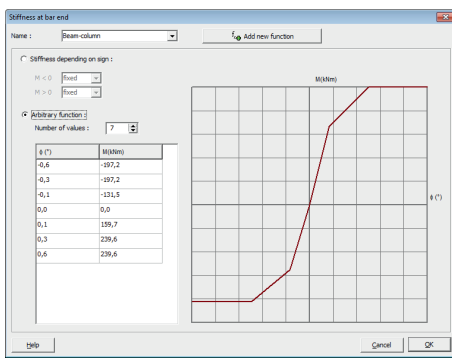 Stiffness at bar end
Name : Beam-column Add new function
Stiffness depending on sign :
M < 0 fixed
M > 0 fixed
Arbitrary function :
Number of values : 7
ϕ (°) M(kNm)
-0,6 -197,2
-0,3 -197,2
-0,1 -131,5
0,0 0,0
0,1 159,7
0,3 239,6
0,6 239,6
M(kNm)
ϕ (°)
Help Cancel OK